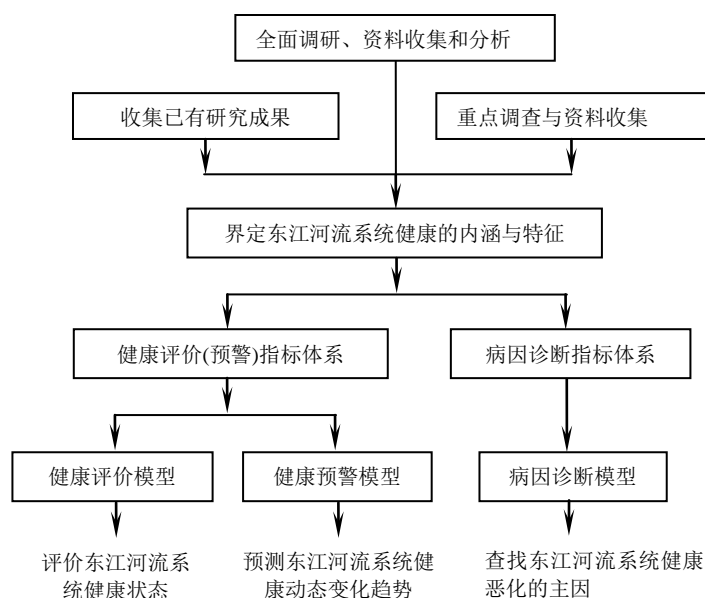 全面调研、资料收集和分析
收集已有研究成果
重点调查与资料收集
界定东江河流系统健康的内涵与特征
健康评价(预警)指标体系
病因诊断指标体系
健康评价模型
健康预警模型
病因诊断模型
评价东江河流系
统健康状态
预测东江河流系统健
康动态变化趋势
查找东江河流系统健康
恶化的主因